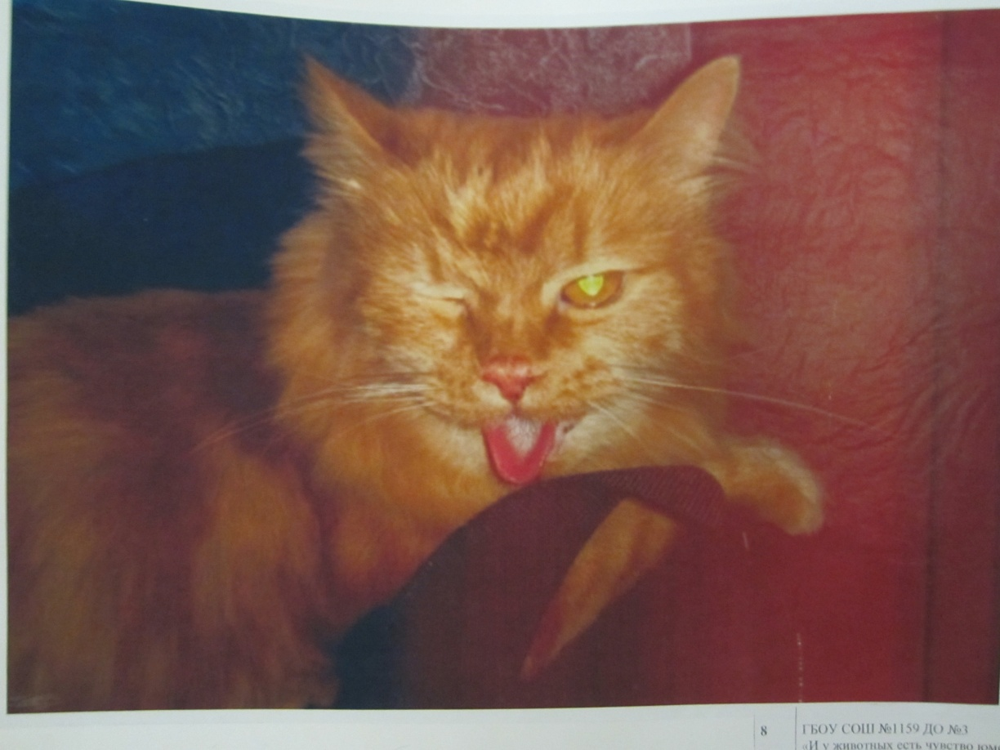 8
ГБОУ СОШ №1159 ДО №3
«И у животных есть чувство